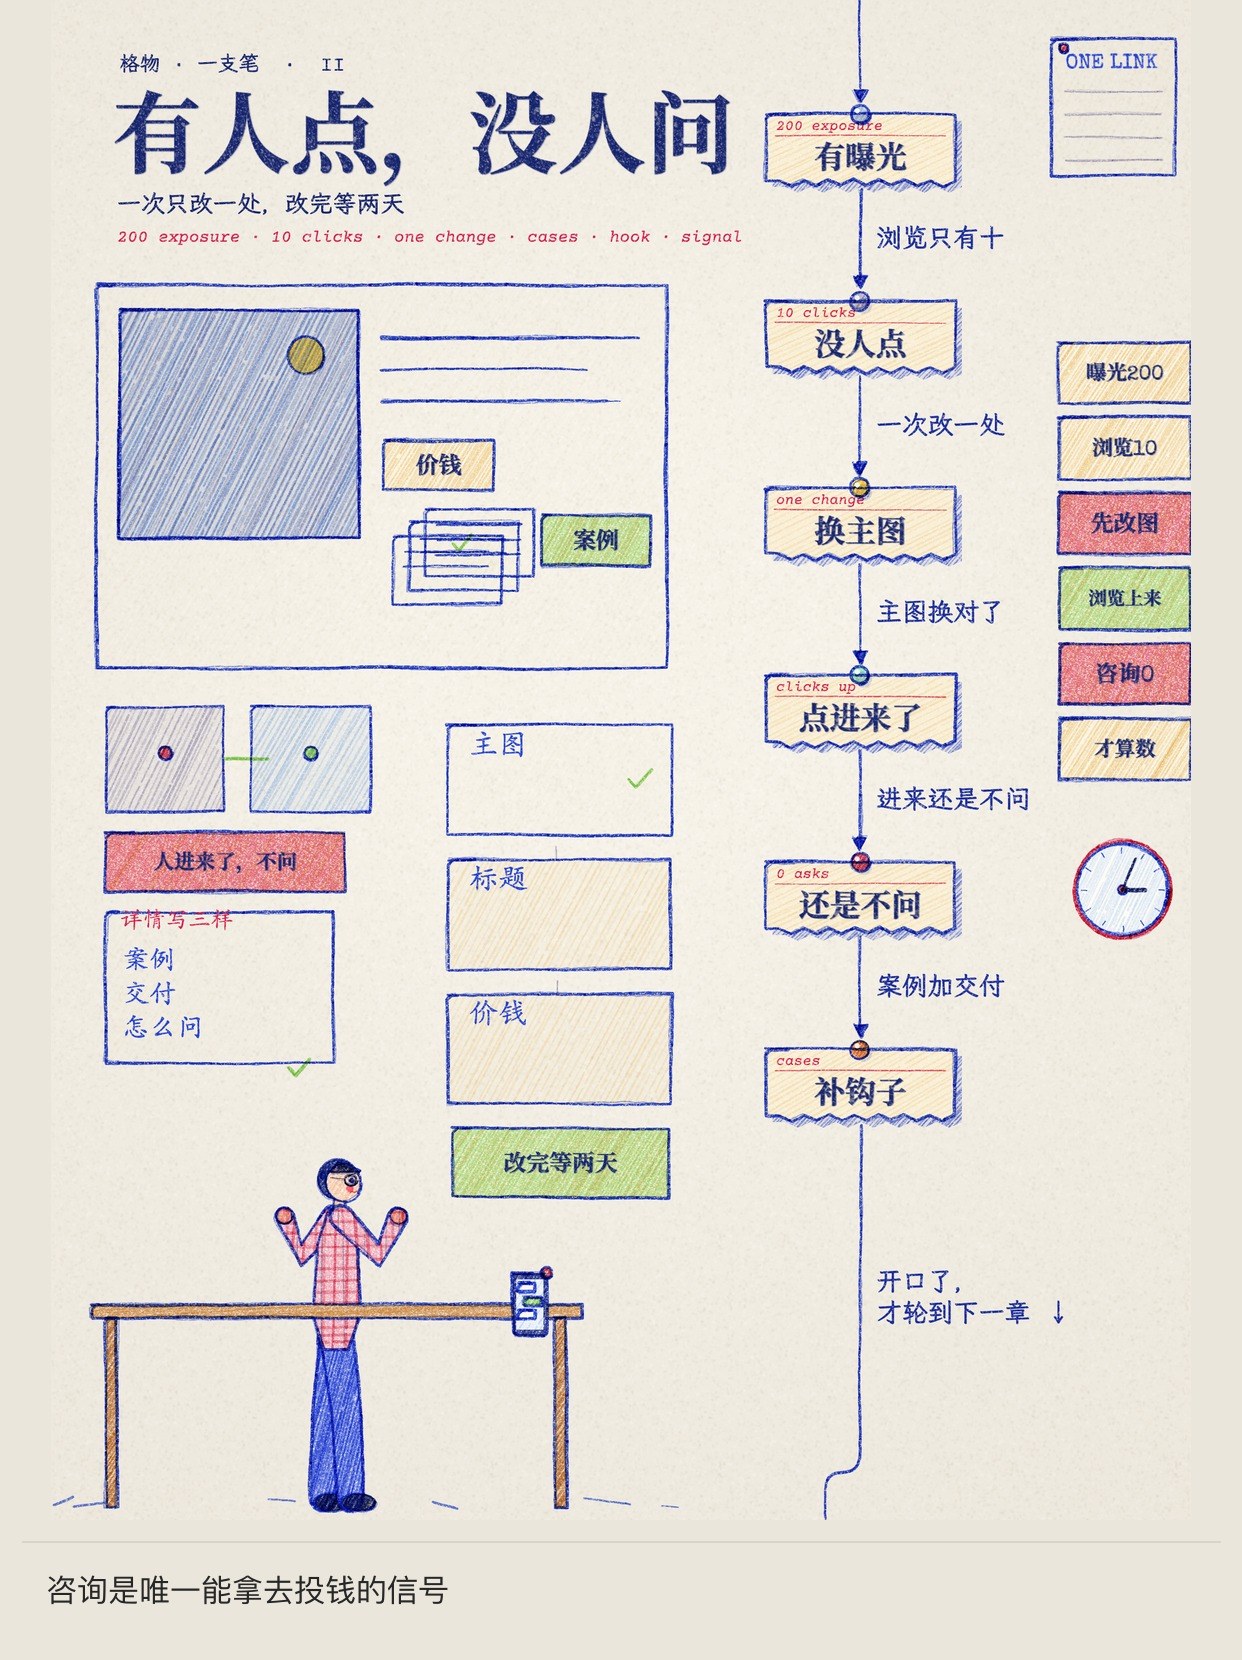 格物 · 一支笔 · II
有人点，没人问
一次只改一处，改完等两天
200 exposure · 10 clicks · one change · cases · hook · signal
价钱
案例
人进来了，不问
详情写三样
案例
交付
怎么问
主图
标题
价钱
改完等两天
200 exposure
有曝光
浏览只有十
10 clicks
没人点
一次改一处
one change
换主图
主图换对了
clicks up
点进来了
进来还是不问
0 asks
还是不问
案例加交付
cases
补钩子
开口了，
才轮到下一章 ↓
ONE LINK
曝光200
浏览10
先改图
浏览上来
咨询0
才算数
咨询是唯一能拿去投钱的信号